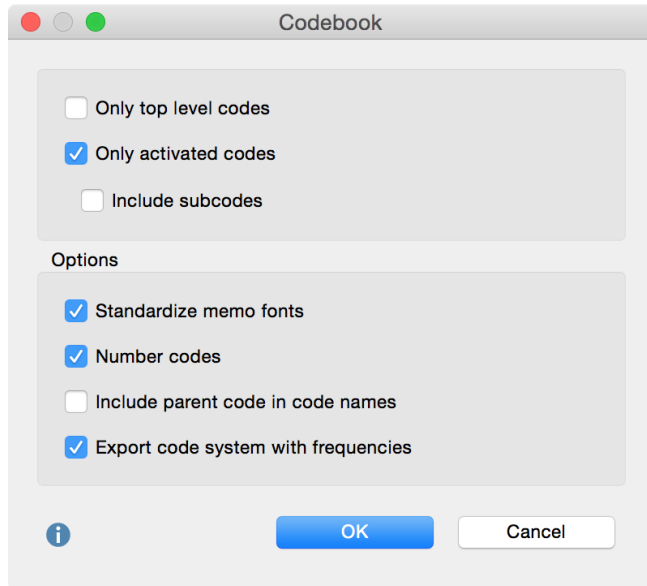 Codebook
Only top level codes
Only activated codes
Include subcodes
Options
Standardize memo fonts
Number codes
Include parent code in code names
Export code system with frequencies
OK
Cancel